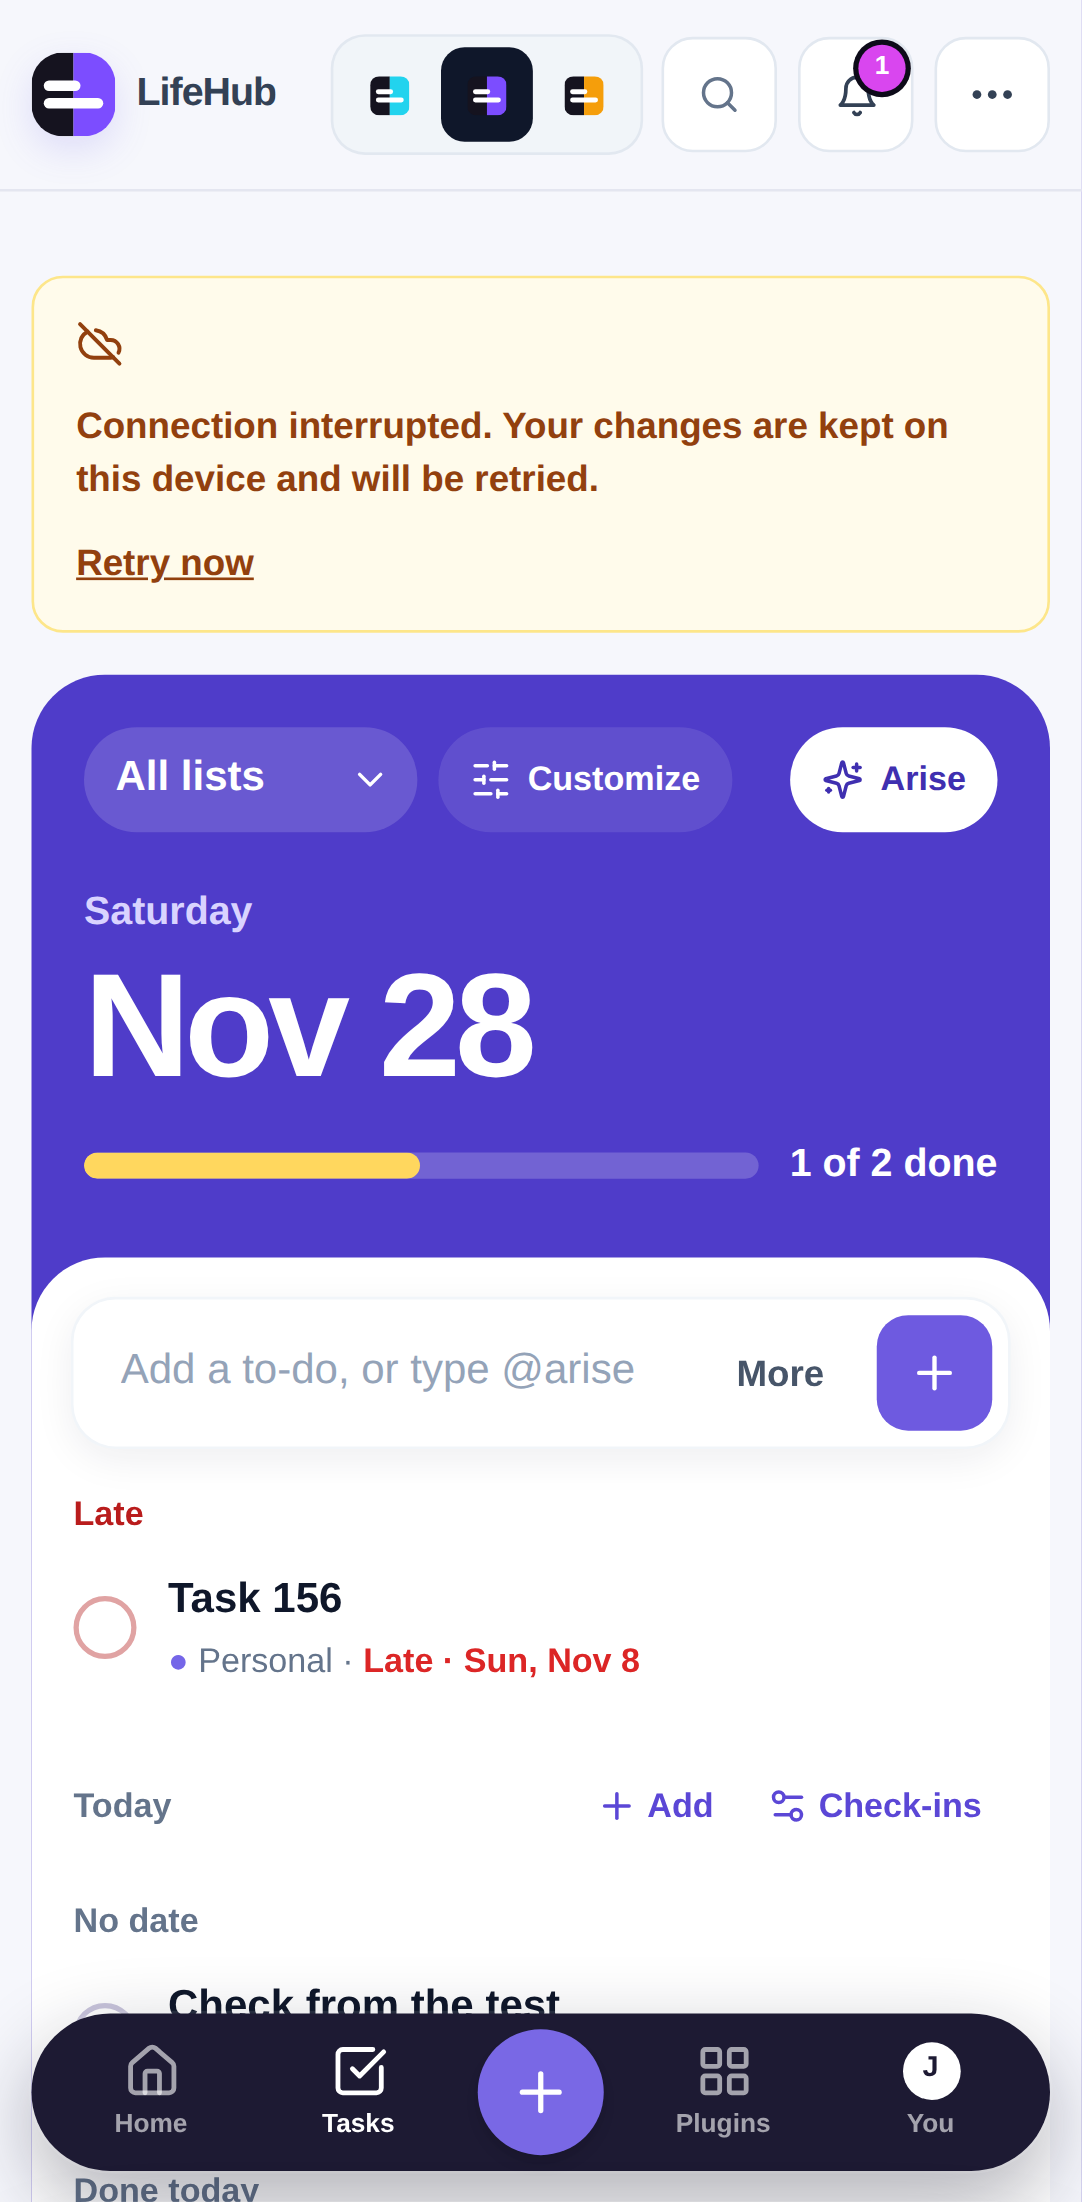 LifeHub
1
Connection interrupted. Your changes are kept on
this device and will be retried.
Retry now
All lists
Customize
Arise
Saturday
Nov 28
1 of 2 done
Add a to-do, or type @arise
More
Late
Task 156
Personal · Late · Sun, Nov 8
Today
Add
Check-ins
No date
Check from the test
Home
Tasks
Plugins
J
You
Done today